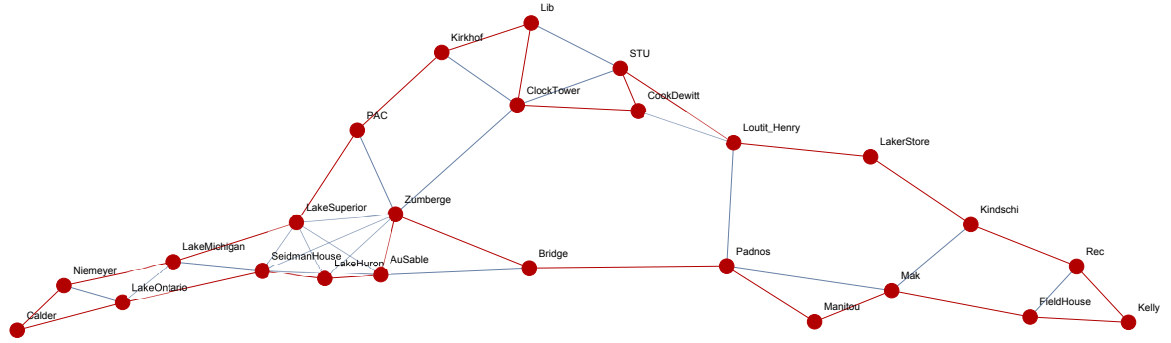 Lib
Kirkhof
STU
ClockTower
CookDewitt
PAC
Loutit_Henry
LakerStore
Zumberge
LakeSuperior
Kindschi
LakeMichigan
SeidmanHouse
LakeHuron
AuSable
Bridge
Padnos
Rec
Niemeyer
LakeOntario
Mak
Manitou
FieldHouse
Kelly
Calder